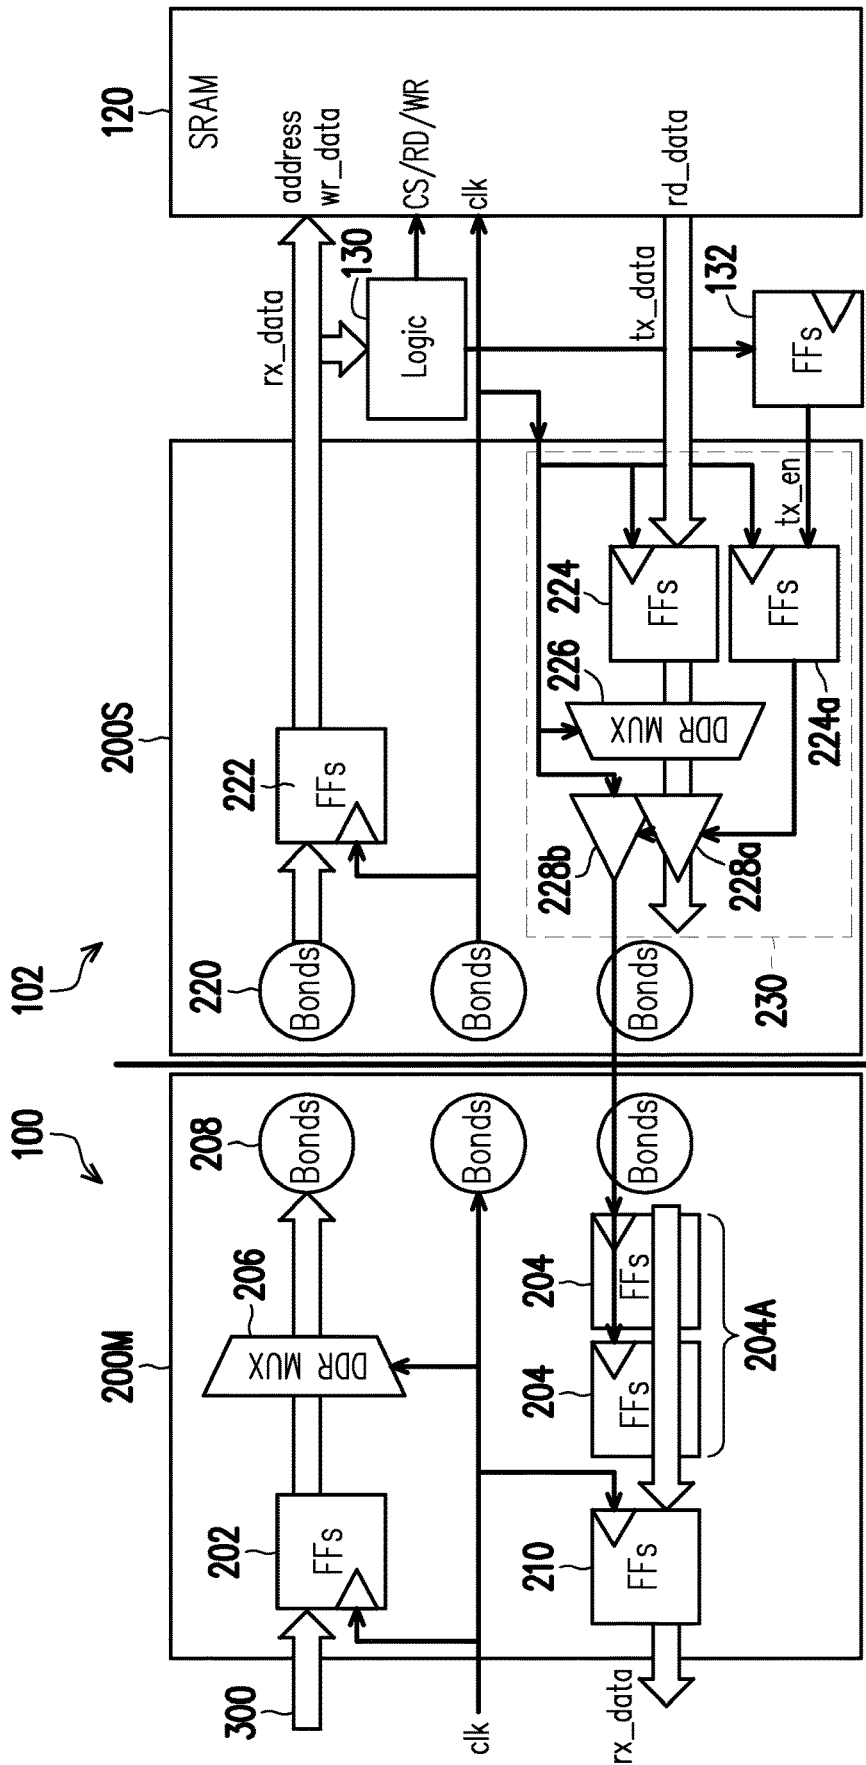 100
102
200M
200S
120
SRAM
300
202
FFs
206
DDR MUX
208
Bonds
220
Bonds
222
FFs
rx_data
address
wr_data
130
Logic
CS/RD/WR
clk
Bonds
Bonds
clk
rx_data
210
FFs
204
FFs
204
FFs
204A
Bonds
Bonds
230
228b
228a
226
DDR MUX
224
FFs
224a
FFs
tx_en
tx_data
rd_data
132
FFs